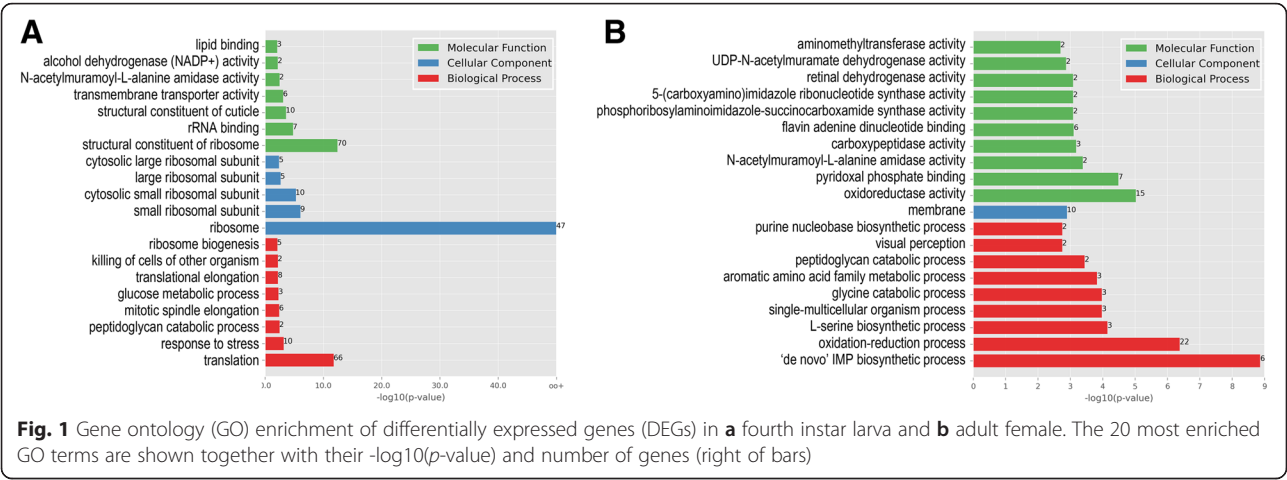 A
lipid binding 3
alcohol dehydrogenase (NADP+) activity 2
N-acetylmuramoyl-L-alanine amidase activity 2
transmembrane transporter activity 6
structural constituent of cuticle 10
rRNA binding 7
structural constituent of ribosome 70
cytosolic large ribosomal subunit 5
large ribosomal subunit 5
cytosolic small ribosomal subunit 10
small ribosomal subunit 9
ribosome 47
ribosome biogenesis 5
killing of cells of other organism 2
translational elongation 8
glucose metabolic process 3
mitotic spindle elongation 6
peptidoglycan catabolic process 2
response to stress 10
translation 66
Molecular Function
Cellular Component
Biological Process
0.0 10.0 20.0 30.0 40.0 oo+
-log10(p-value)
B
aminomethyltransferase activity 2
UDP-N-acetylmuramate dehydrogenase activity 2
retinal dehydrogenase activity 2
5-(carboxyamino)imidazole ribonucleotide synthase activity 2
phosphoribosylaminoimidazole-succinocarboxamide synthase activity 2
flavin adenine dinucleotide binding 6
carboxypeptidase activity 3
N-acetylmuramoyl-L-alanine amidase activity 2
pyridoxal phosphate binding 7
oxidoreductase activity 15
membrane 10
purine nucleobase biosynthetic process 2
visual perception 2
peptidoglycan catabolic process 2
aromatic amino acid family metabolic process 3
glycine catabolic process 3
single-multicellular organism process 3
L-serine biosynthetic process 3
oxidation-reduction process 22
‘de novo’ IMP biosynthetic process 6
Molecular Function
Cellular Component
Biological Process
0 1 2 3 4 5 6 7 8 9
-log10(p-value)
Fig. 1 Gene ontology (GO) enrichment of differentially expressed genes (DEGs) in a fourth instar larva and b adult female. The 20 most enriched
GO terms are shown together with their -log10(p-value) and number of genes (right of bars)